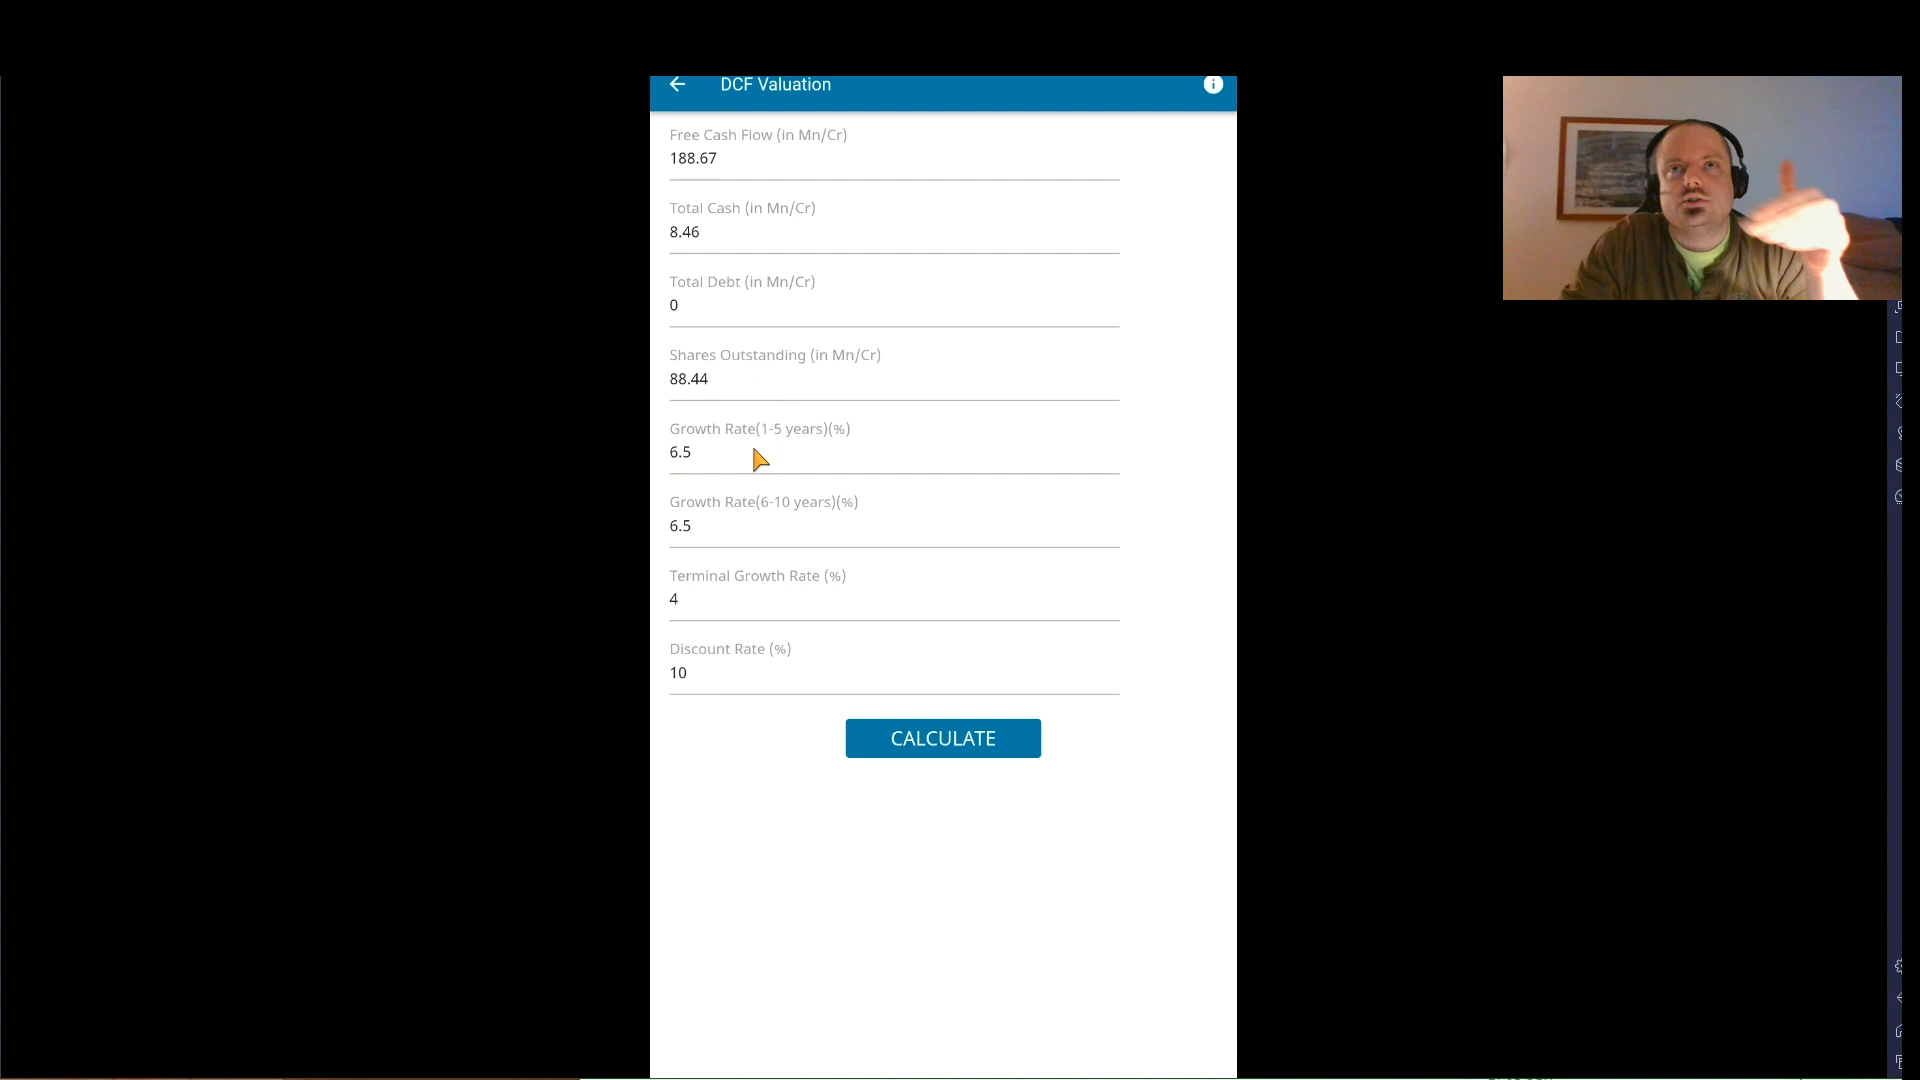 DCF Valuation
Free Cash Flow (in Mn/Cr)
188.67
Total Cash (in Mn/Cr)
8.46
Total Debt (in Mn/Cr)
0
Shares Outstanding (in Mn/Cr)
88.44
Growth Rate(1-5 years)(%)
6.5
Growth Rate(6-10 years)(%)
6.5
Terminal Growth Rate (%)
4
Discount Rate (%)
10
CALCULATE